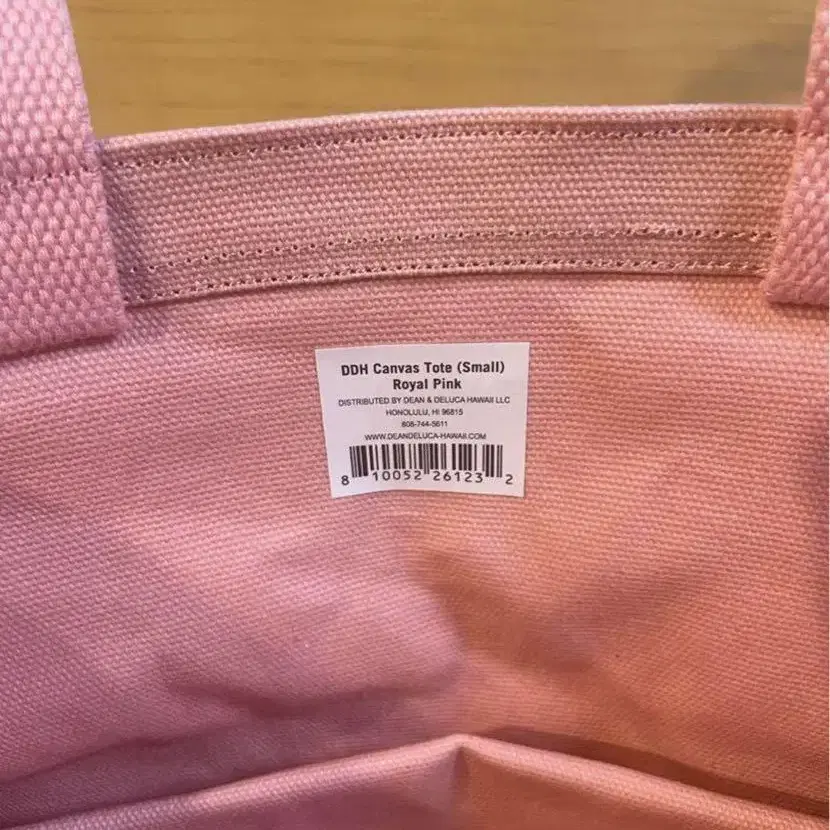 DDH Canvas Tote (Small)
Royal Pink
DISTRIBUTED BY DEAN & DELUCA HAWAII LLC
HONOLULU, HI 96815
808-744-5611
WWW.DEANDELUCA-HAWAII.COM
8 10052 26123 2